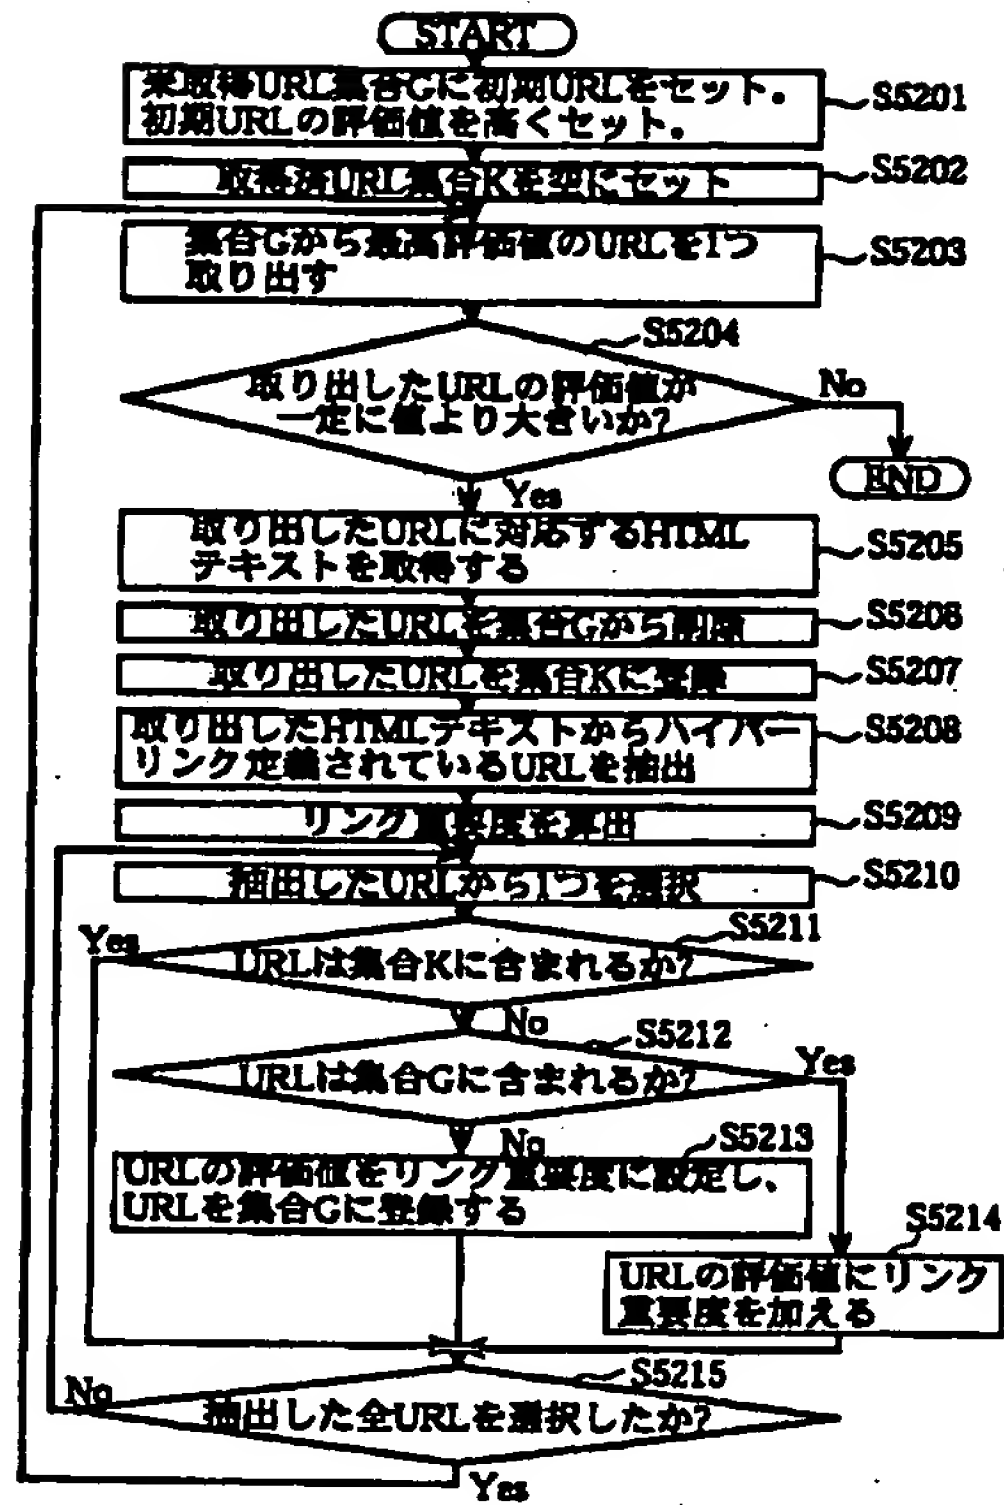 START
未取得URL集合Gに初期URLをセット。
初期URLの評価値を高くセット。
S5201
取得済URL集合Kを空にセット
S5202
集合Gから最高評価値のURLを1つ
取り出す
S5203
S5204
取り出したURLの評価値が
一定に値より大きいか?
No
END
Yes
取り出したURLに対応するHTML
テキストを取得する
S5205
取り出したURLを集合Gから削除
S5206
取り出したURLを集合Kに登録
S5207
取り出したHTMLテキストからハイパー
リンク定義されているURLを抽出
S5208
リンク重要度を算出
S5209
抽出したURLから1つを選択
S5210
S5211
Yes
URLは集合Kに含まれるか?
No
S5212
URLは集合Gに含まれるか?
Yes
No
S5213
URLの評価値をリンク重要度に設定し、
URLを集合Gに登録する
S5214
URLの評価値にリンク
重要度を加える
S5215
No
抽出した全URLを選択したか?
Yes